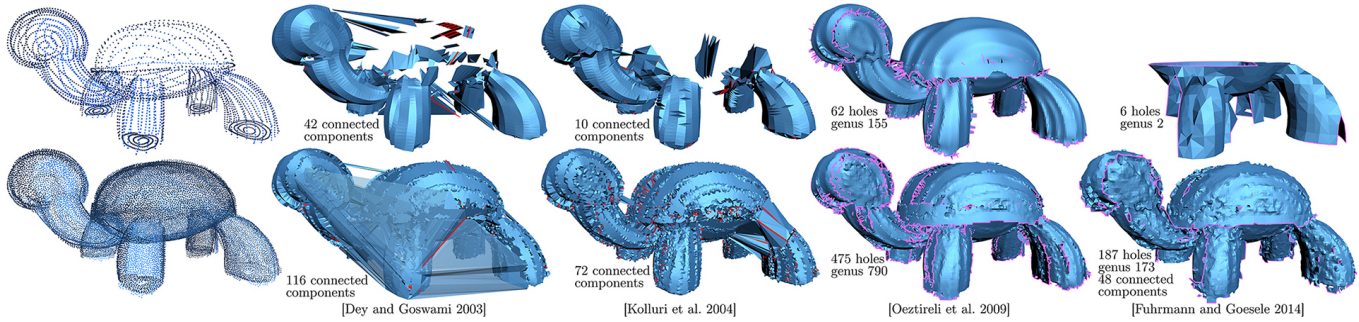 42 connected
components
10 connected
components
62 holes
genus 155
6 holes
genus 2
116 connected
components
72 connected
components
475 holes
genus 790
187 holes
genus 173
48 connected
components
[Dey and Goswami 2003]
[Kolluri et al. 2004]
[Oeztireli et al. 2009]
[Fuhrmann and Goesele 2014]